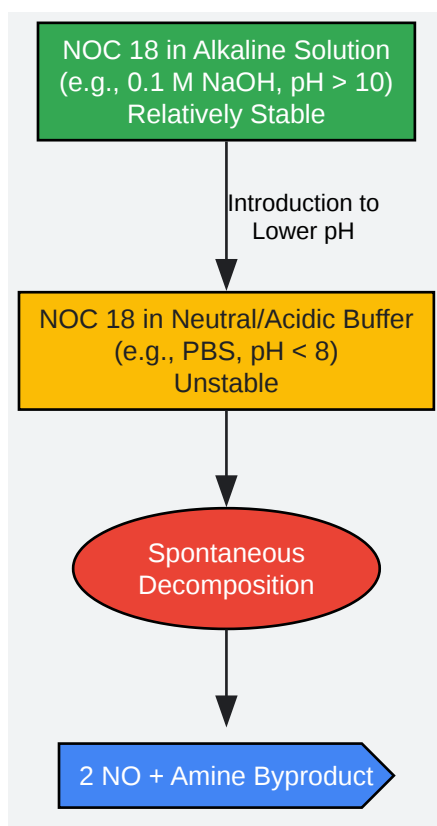 NOC 18 in Alkaline Solution
(e.g., 0.1 M NaOH, pH > 10)
Relatively Stable
Introduction to
Lower pH
NOC 18 in Neutral/Acidic Buffer
(e.g., PBS, pH < 8)
Unstable
Spontaneous
Decomposition
2 NO + Amine Byproduct